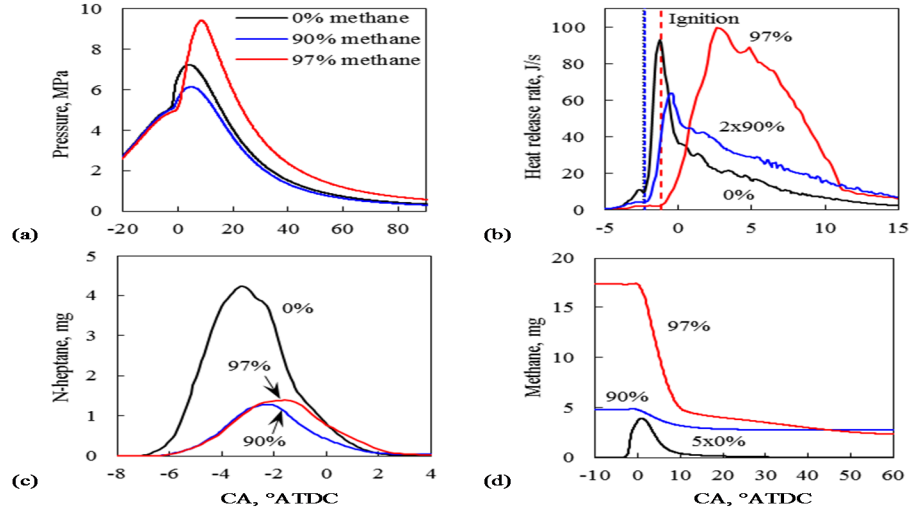 10
8
6
4
2
0
Pressure, MPa
0% methane
90% methane
97% methane
-20 0 20 40 60 80
(a)
100
80
60
40
20
0
Heat release rate, J/s
Ignition
97%
2x90%
0%
-5 0 5 10 15
(b)
5
4
3
2
1
0
N-heptane, mg
0%
97%
90%
-8 -6 -4 -2 0 2 4
(c)
CA, °ATDC
20
15
10
5
0
Methane, mg
97%
90%
5x0%
-10 0 10 20 30 40 50 60
(d)
CA, °ATDC